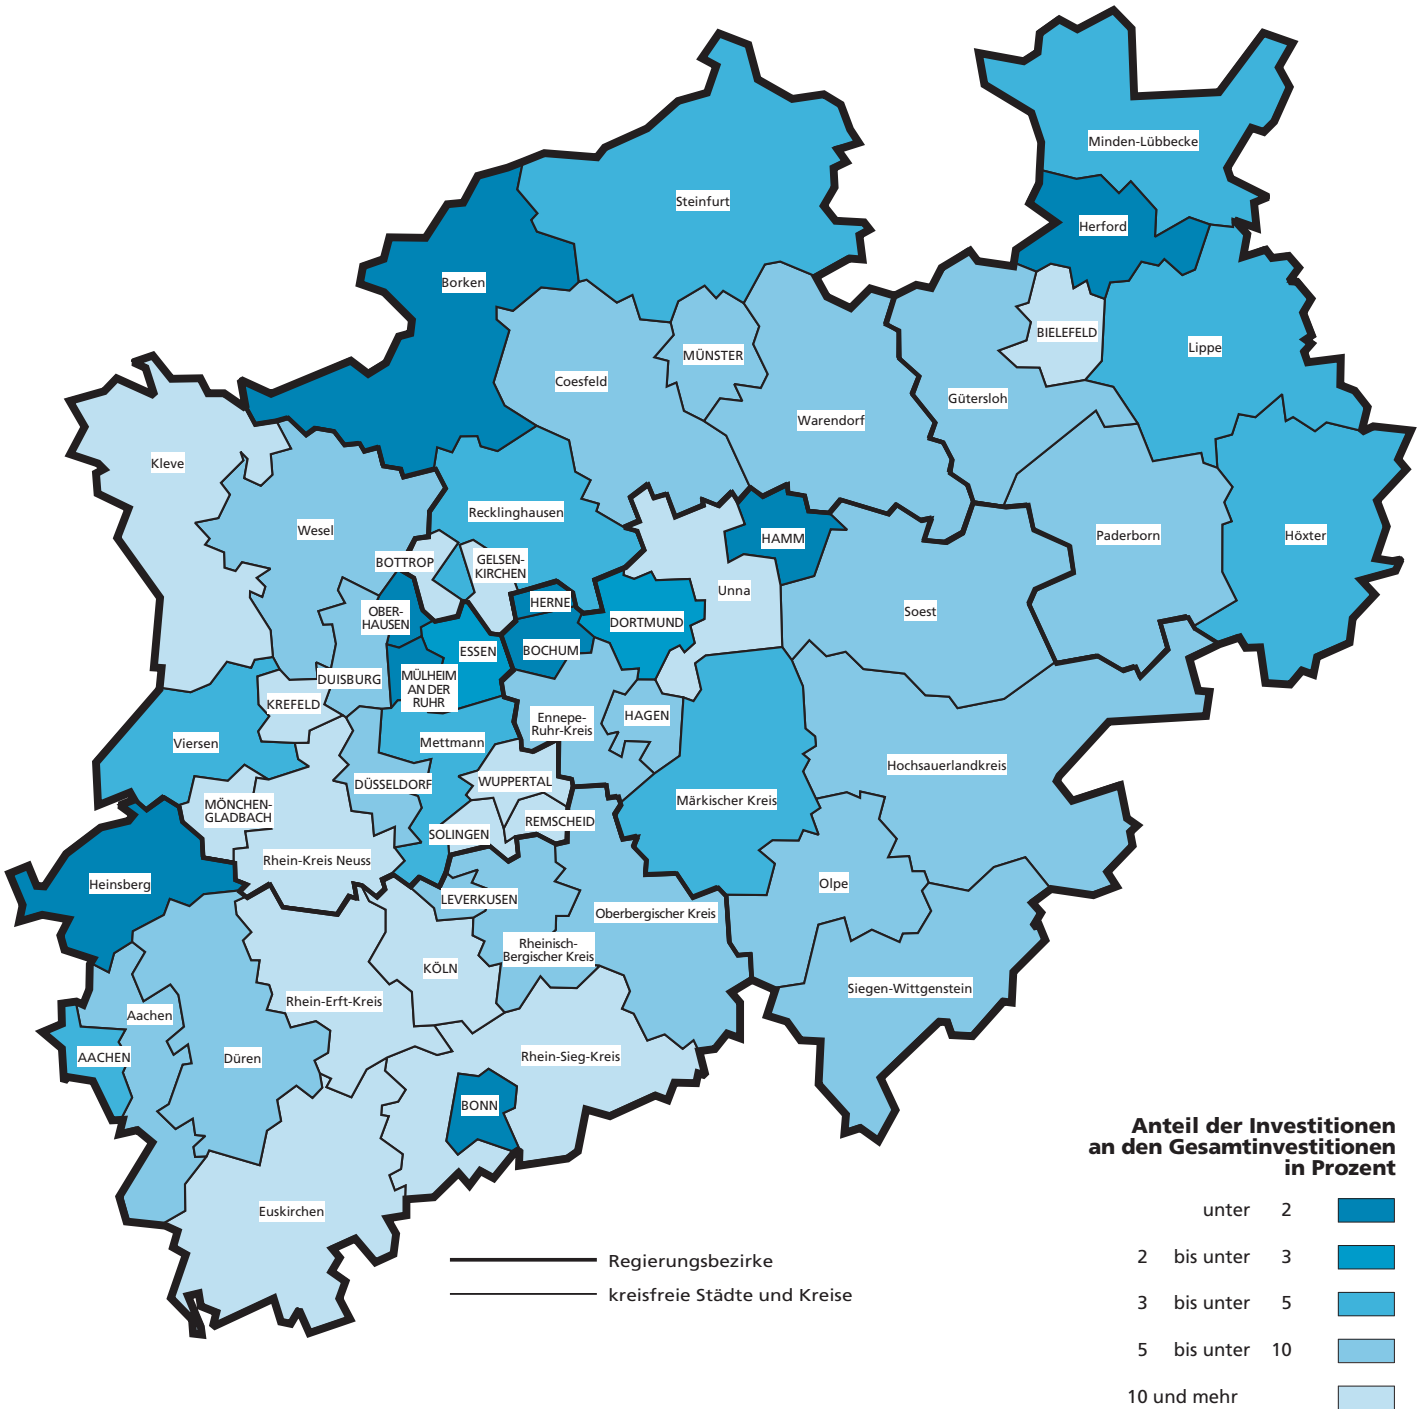 Minden-Lübbecke
Steinfurt
Herford
Borken
BIELEFELD
Lippe
MÜNSTER
Coesfeld
Gütersloh
Warendorf
Kleve
Recklinghausen
Wesel
HAMM
Paderborn
Höxter
BOTTROP
GELSEN-
KIRCHEN
Unna
HERNE
OBER-
HAUSEN
DORTMUND
Soest
ESSEN
BOCHUM
DUISBURG
MÜLHEIM
AN DER
RUHR
KREFELD
HAGEN
Ennepe-
Ruhr-Kreis
Viersen
Mettmann
Hochsauerlandkreis
DÜSSELDORF
WUPPERTAL
Märkischer Kreis
MÖNCHEN-
GLADBACH
SOLINGEN
REMSCHEID
Rhein-Kreis Neuss
Heinsberg
Olpe
LEVERKUSEN
Oberbergischer Kreis
Rheinisch-
Bergischer Kreis
KÖLN
Siegen-Wittgenstein
Rhein-Erft-Kreis
Aachen
AACHEN
Düren
Rhein-Sieg-Kreis
BONN
Euskirchen
Regierungsbezirke
kreisfreie Städte und Kreise
Anteil der Investitionen
an den Gesamtinvestitionen
in Prozent
unter 2
2 bis unter 3
3 bis unter 5
5 bis unter 10
10 und mehr